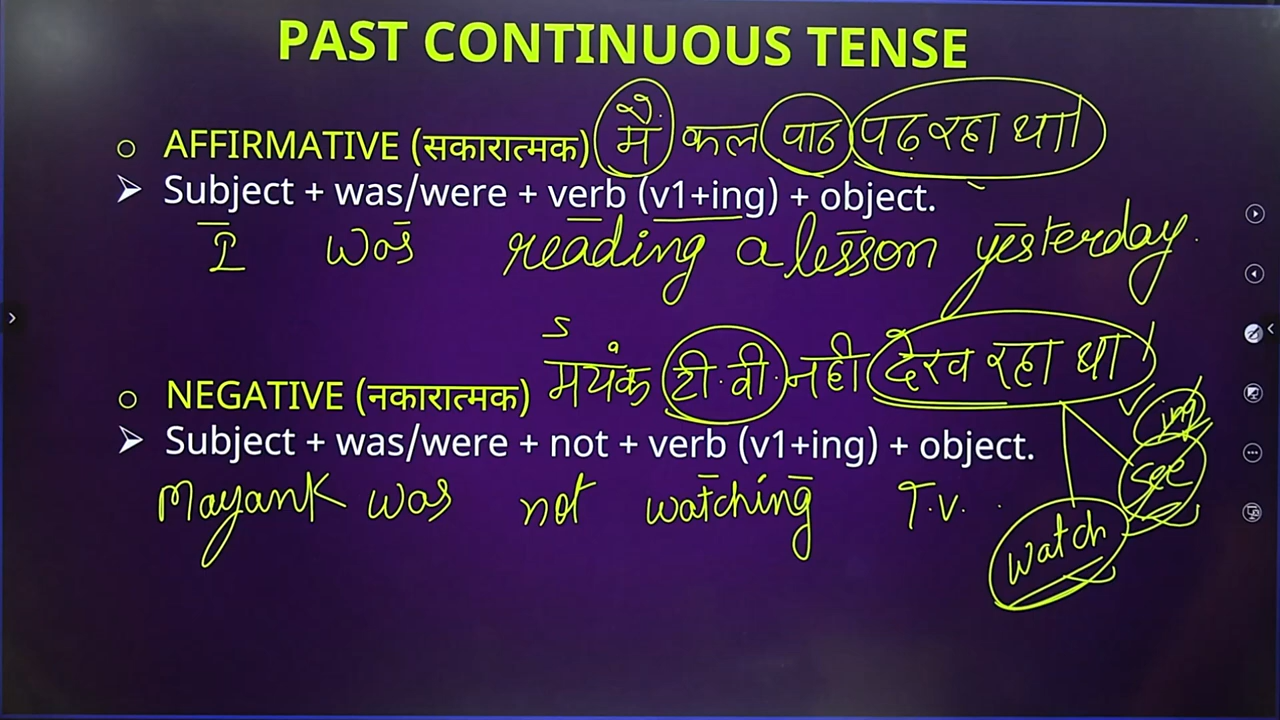 PAST CONTINUOUS TENSE
○ AFFIRMATIVE (सकारात्मक) मैं कल पाठ पढ़ रहा था।
➤ Subject + was/were + verb (v1+ing) + object.
I was reading a lesson yesterday.
S
○ NEGATIVE (नकारात्मक) मयंक टी.वी. नही देख रहा था।
ing
➤ Subject + was/were + not + verb (v1+ing) + object.
see
Mayank was not watching T.V.
watch